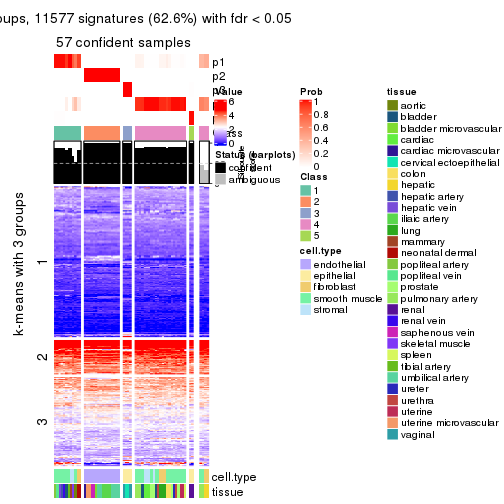 oups, 11577 signatures (62.6%) with fdr < 0.05
57 confident samples
p1
p2
p3
Class
Silhouette score
k-means with 3 groups
1
2
3
cell.type
tissue
Value
6
4
2
0
Status (barplots)
confident
ambiguous
Prob
1
0.8
0.6
0.4
0.2
0
Class
1
2
3
4
5
cell.type
endothelial
epithelial
fibroblast
smooth muscle
stromal
tissue
aortic
bladder
bladder microvascular
cardiac
cardiac microvascular
cervical ectoepithelial
colon
hepatic
hepatic artery
hepatic vein
iliac artery
lung
mammary
neonatal dermal
popliteal artery
popliteal vein
prostate
pulmonary artery
renal
renal vein
saphenous vein
skeletal muscle
spleen
tibial artery
umbilical artery
ureter
urethra
uterine
uterine microvascular
vaginal